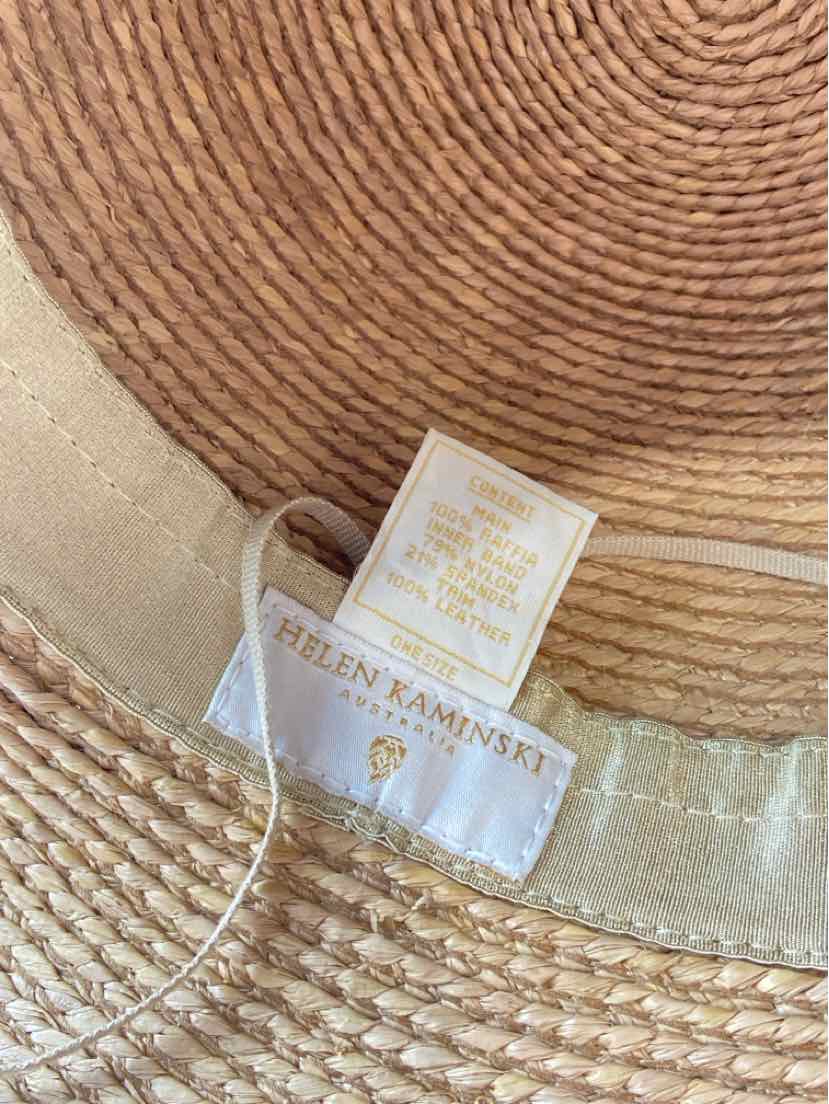 CONTENT
MAIN
100% RAFFIA
INNER BAND
79% NYLON
21% SPANDEX
TRIM
100% LEATHER
ONE SIZE
HELEN KAMINSKI
AUSTRALIA